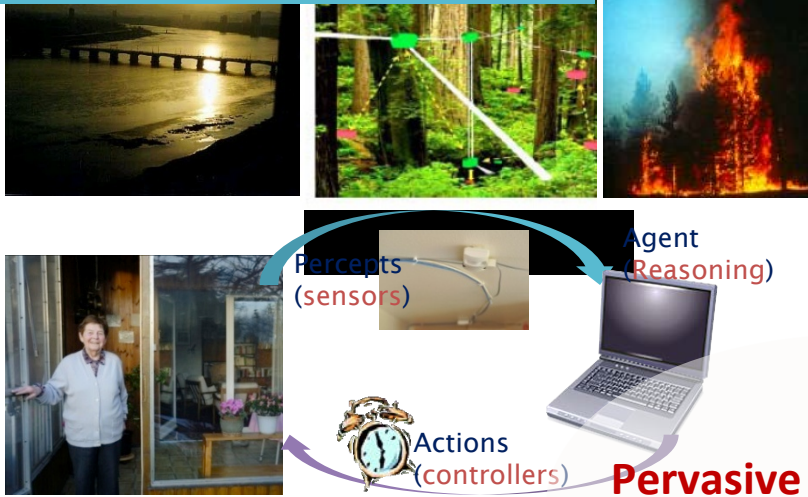 Percepts
(sensors)
Agent
(Reasoning)
Actions
(controllers)
Pervasive